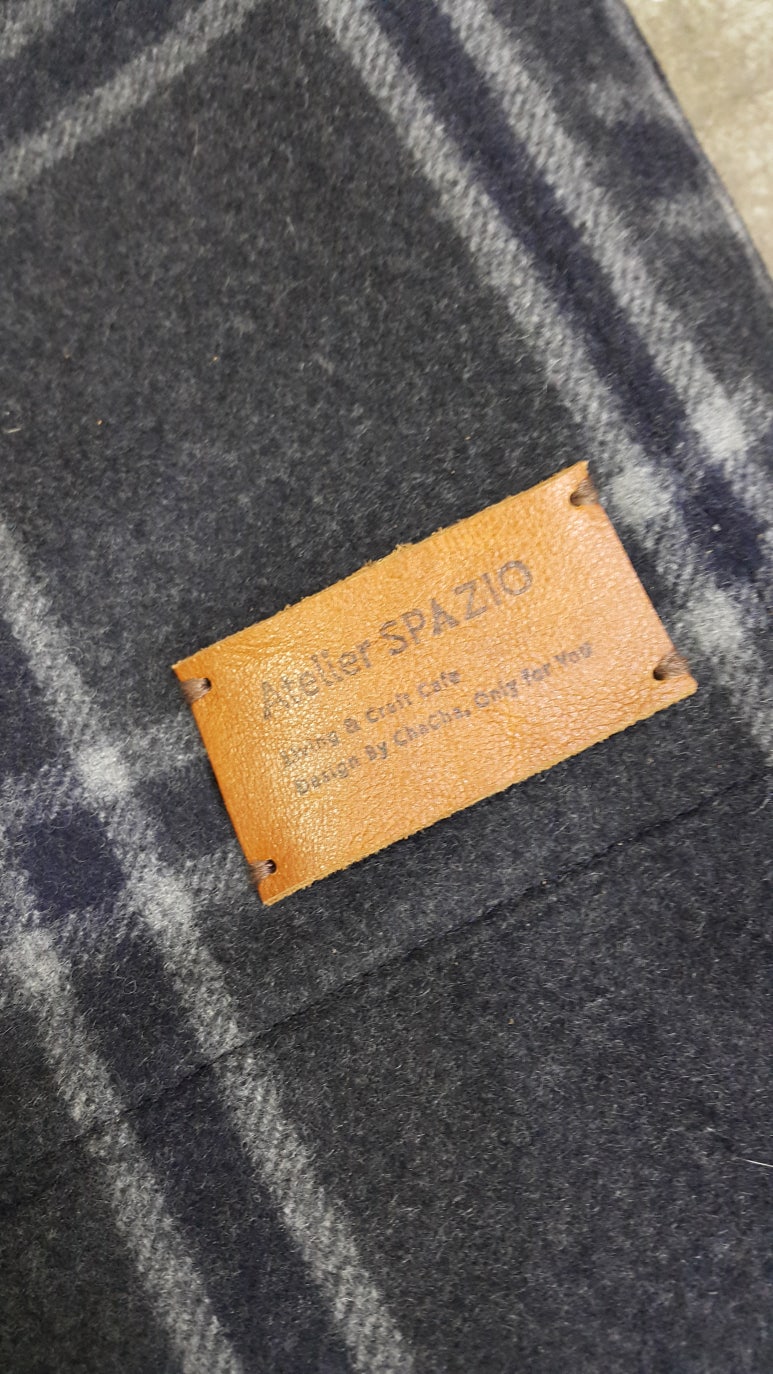 Atelier SPAZIO
Living & Craft Cafe
Design By ChaCha, Only for You